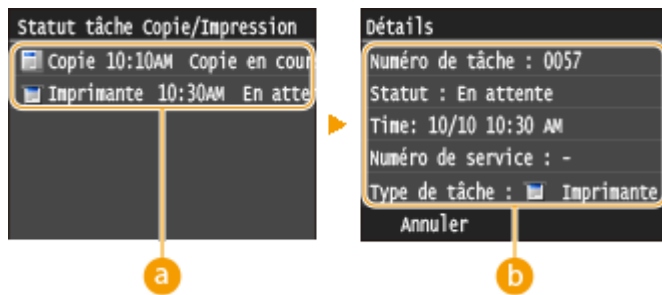 Statut tâche Copie/Impression
Copie 10:10AM Copie en cour
Imprimante 10:30AM En atte
a
Détails
Numéro de tâche : 0057
Statut : En attente
Time: 10/10 10:30 AM
Numéro de service : -
Type de tâche : Imprimante
Annuler
b